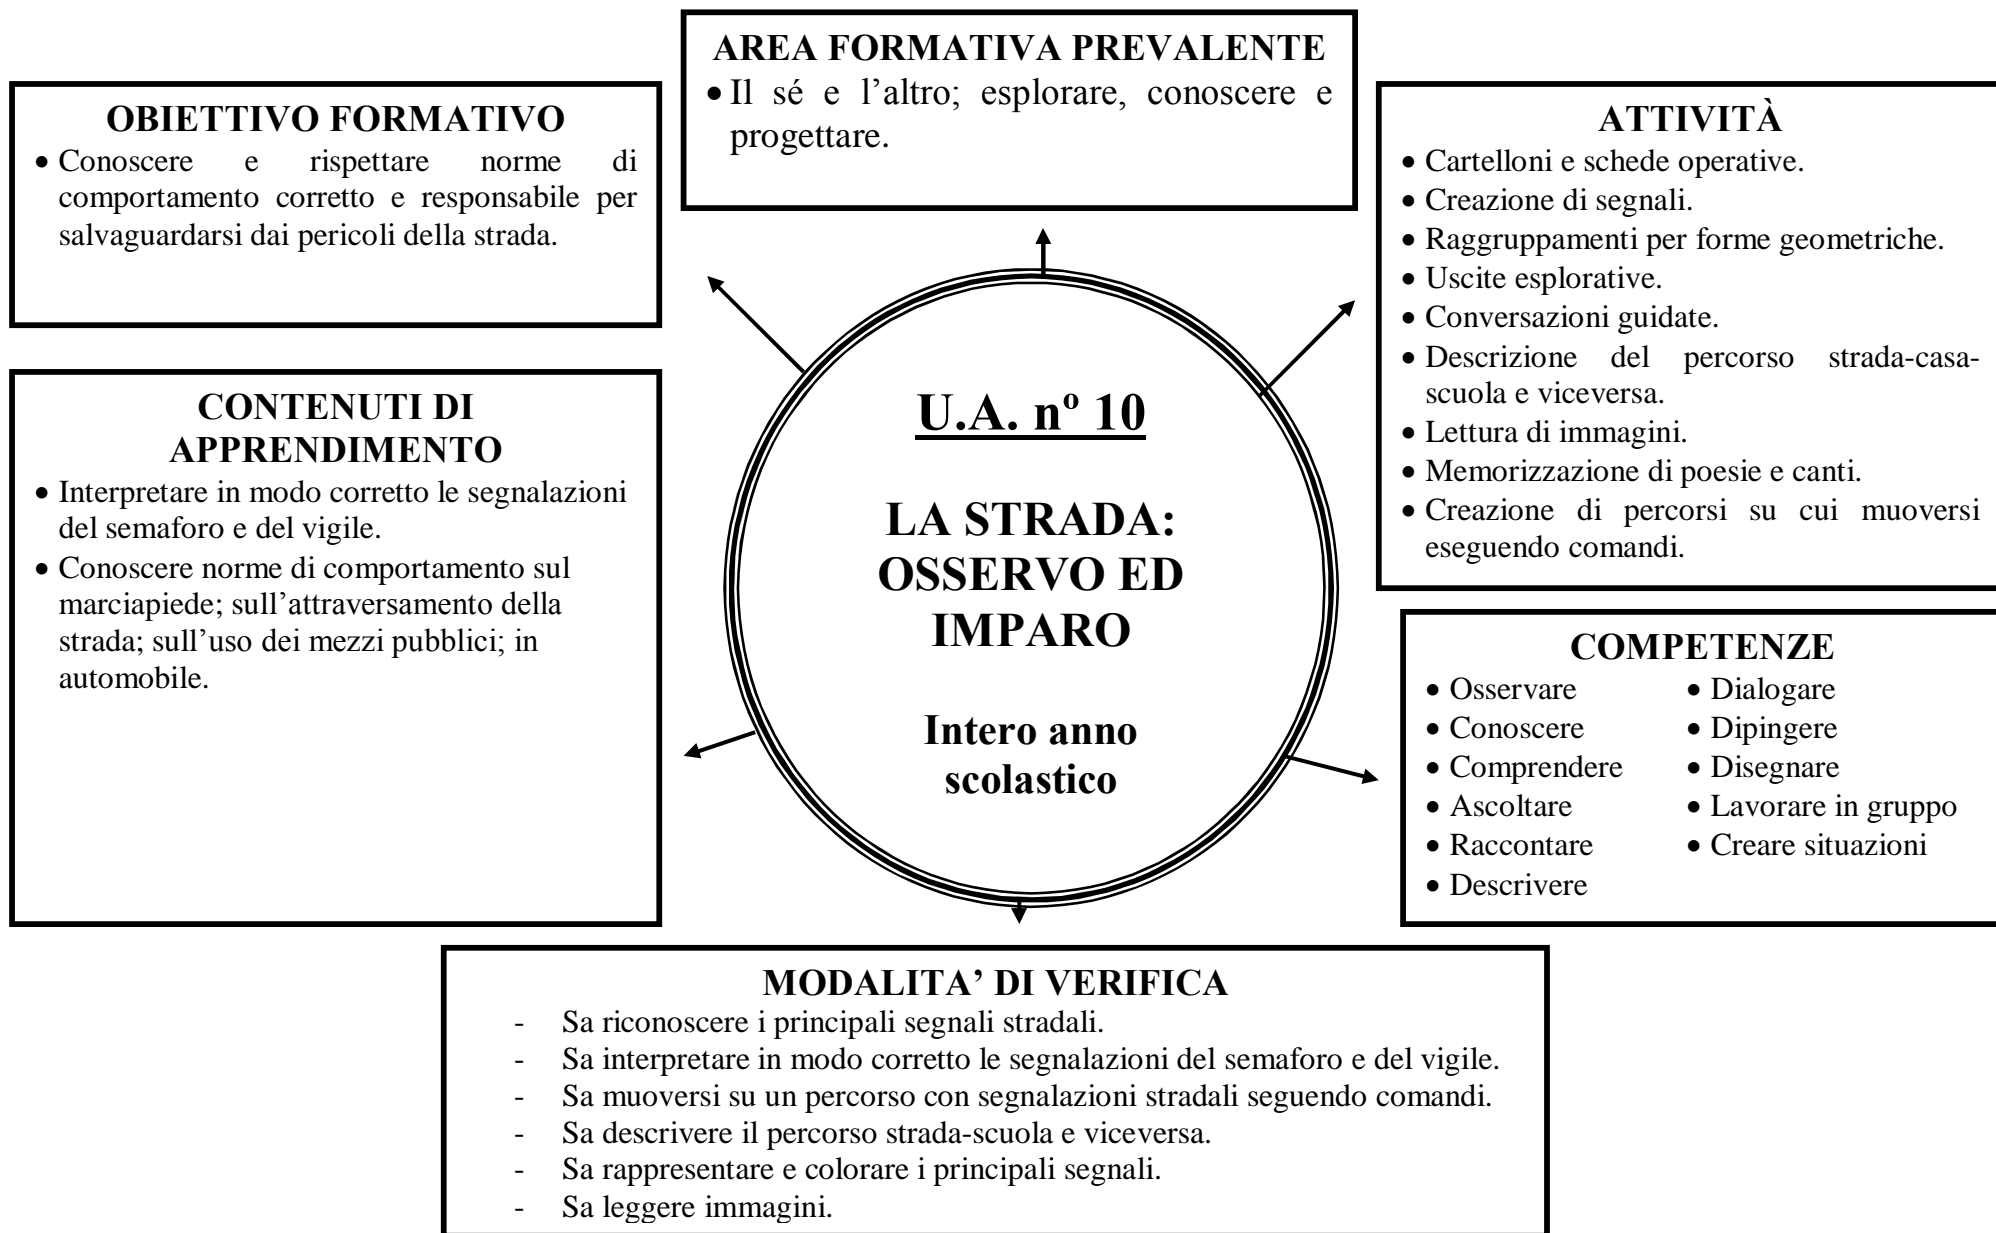 AREA FORMATIVA PREVALENTE
• Il sé e l’altro; esplorare, conoscere e
progettare.
OBIETTIVO FORMATIVO
• Conoscere e rispettare norme di
comportamento corretto e responsabile per
salvaguardarsi dai pericoli della strada.
ATTIVITÀ
• Cartelloni e schede operative.
• Creazione di segnali.
• Raggruppamenti per forme geometriche.
• Uscite esplorative.
• Conversazioni guidate.
• Descrizione del percorso strada-casa-
scuola e viceversa.
• Lettura di immagini.
• Memorizzazione di poesie e canti.
• Creazione di percorsi su cui muoversi
eseguendo comandi.
CONTENUTI DI
APPRENDIMENTO
• Interpretare in modo corretto le segnalazioni
del semaforo e del vigile.
• Conoscere norme di comportamento sul
marciapiede; sull’attraversamento della
strada; sull’uso dei mezzi pubblici; in
automobile.
U.A. nº 10
LA STRADA:
OSSERVO ED
IMPARO
Intero anno
scolastico
COMPETENZE
• Osservare
• Conoscere
• Comprendere
• Ascoltare
• Raccontare
• Descrivere
• Dialogare
• Dipingere
• Disegnare
• Lavorare in gruppo
• Creare situazioni
MODALITA’ DI VERIFICA
- Sa riconoscere i principali segnali stradali.
- Sa interpretare in modo corretto le segnalazioni del semaforo e del vigile.
- Sa muoversi su un percorso con segnalazioni stradali seguendo comandi.
- Sa descrivere il percorso strada-scuola e viceversa.
- Sa rappresentare e colorare i principali segnali.
- Sa leggere immagini.